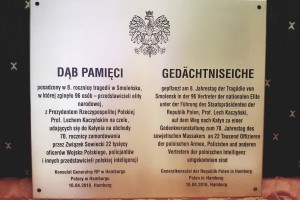 DĄB PAMIĘCI
posadzony w 8. rocznicę tragedii w Smoleńsku,
w której zginęło 96 osób – przedstawicieli elity
narodowej,
z Prezydentem Rzeczypospolitej Polskiej
Prof. Lechem Kaczyńskim na czele,
udających się do Katynia na obchody
70. rocznicy zamordowania
przez Związek Sowiecki 22 tysięcy
oficerów Wojska Polskiego, policjantów
i innych przedstawicieli polskiej inteligencji
Konsulat Generalny RP w Hamburgu
Polacy w Hamburgu
10.04.2018, Hamburg
GEDÄCHTNISEICHE
gepflanzt am 8. Jahrestag der Tragödie von
Smolensk in der 96 Vertreter der nationalen Elite
unter der Führung des Staatspräsidenten der
Republik Polen, Prof. Lech Kaczyński,
auf dem Weg nach Katyn zu einer
Gedenkveranstaltung zum 70. Jahrestag des
sowjetischen Massakers an 22 Tausend Offizieren
der polnischen Armee, Polizisten und anderen
Vertretern der polnischen Intelligenz
umgekommen sind
Generalkonsulat der Republik Polen in Hamburg
Polen in Hamburg
10.04.2018, Hamburg